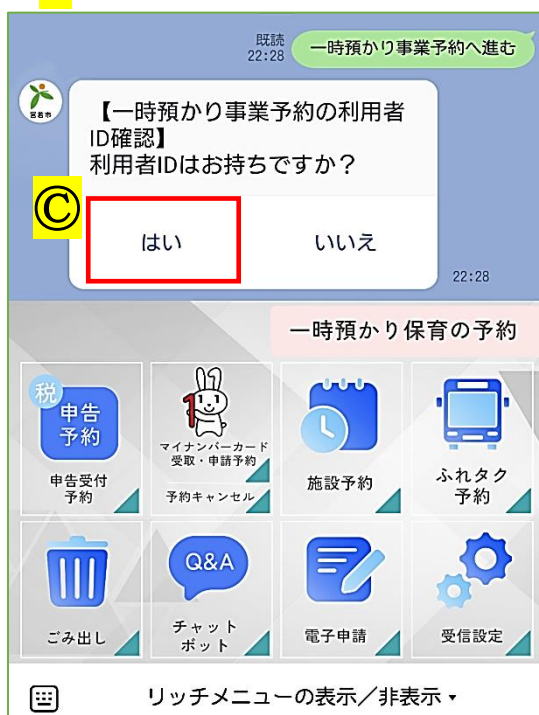 既読
22:28
一時預かり事業予約へ進む
宮若市
【一時預かり事業予約の利用者
ID確認】
利用者IDはお持ちですか？
Ⓒ
はい
いいえ
22:28
一時預かり保育の予約
税
申告
予約
申告受付
予約
マイナンバーカード
受取・申請予約
予約キャンセル
施設予約
ふれタク
予約
ごみ出し
Q&A
チャット
ボット
電子申請
受信設定
リッチメニューの表示／非表示